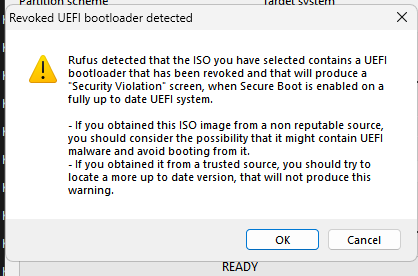 Partition scheme
Target system
Revoked UEFI bootloader detected
Rufus detected that the ISO you have selected contains a UEFI
bootloader that has been revoked and that will produce a
"Security Violation" screen, when Secure Boot is enabled on a
fully up to date UEFI system.
- If you obtained this ISO image from a non reputable source,
you should consider the possibility that it might contain UEFI
malware and avoid booting from it.
- If you obtained it from a trusted source, you should try to
locate a more up to date version, that will not produce this
warning.
OK
Cancel
READY